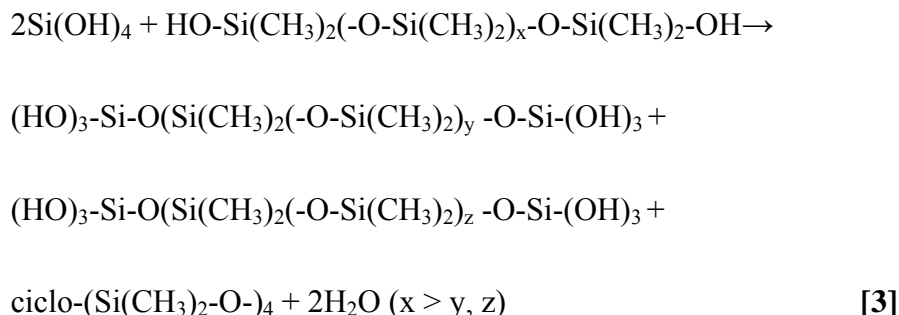 2Si(OH)₄ + HO-Si(CH₃)₂(-O-Si(CH₃)₂)ₓ-O-Si(CH₃)₂-OH→
(HO)₃-Si-O(Si(CH₃)₂(-O-Si(CH₃)₂)y -O-Si-(OH)₃ +
(HO)₃-Si-O(Si(CH₃)₂(-O-Si(CH₃)₂)z -O-Si-(OH)₃ +
ciclo-(Si(CH₃)₂-O-)₄ + 2H₂O (x > y, z) [3]